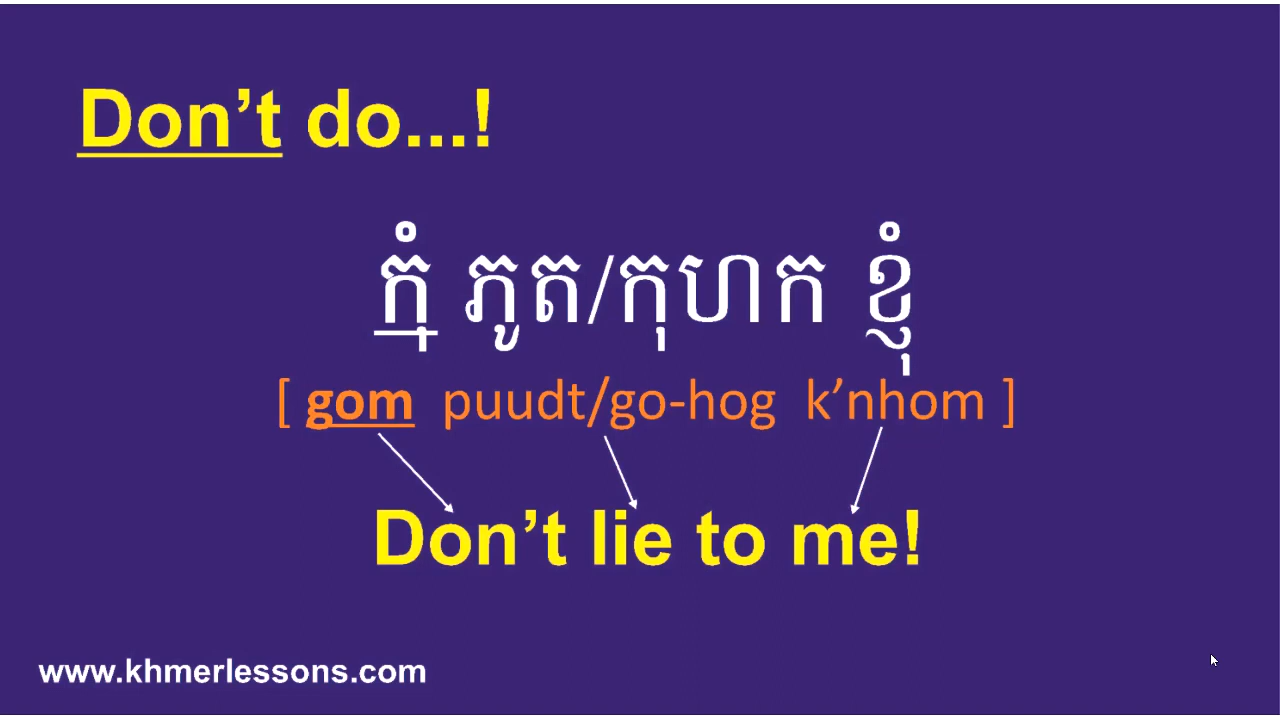 Don't do...!
ក្មំ ភូត/កុហក ខ្ញុំ
[ gom puudt/go-hog k’nhom ]
Don’t lie to me!
www.khmerlessons.com